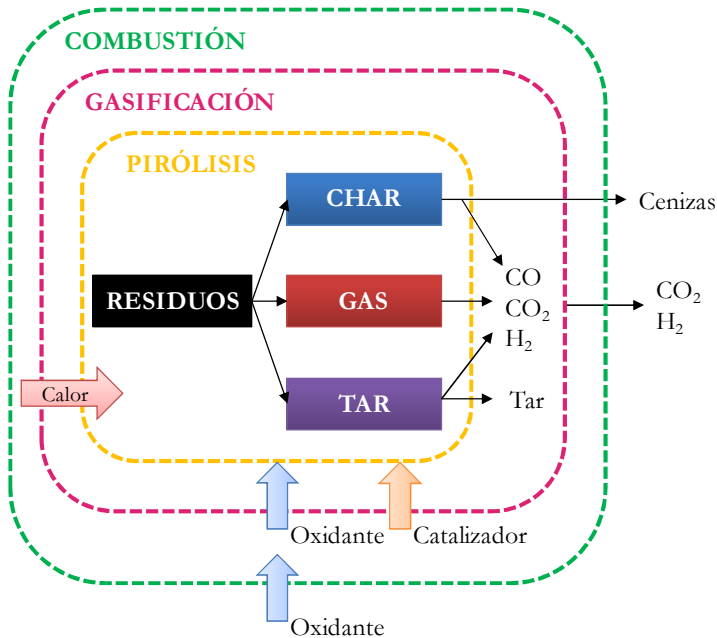 COMBUSTIÓN
GASIFICACIÓN
PIRÓLISIS
CHAR
Cenizas
RESIDUOS
GAS
CO
CO₂
H₂
CO₂
H₂
Calor
TAR
Tar
Oxidante
Catalizador
Oxidante